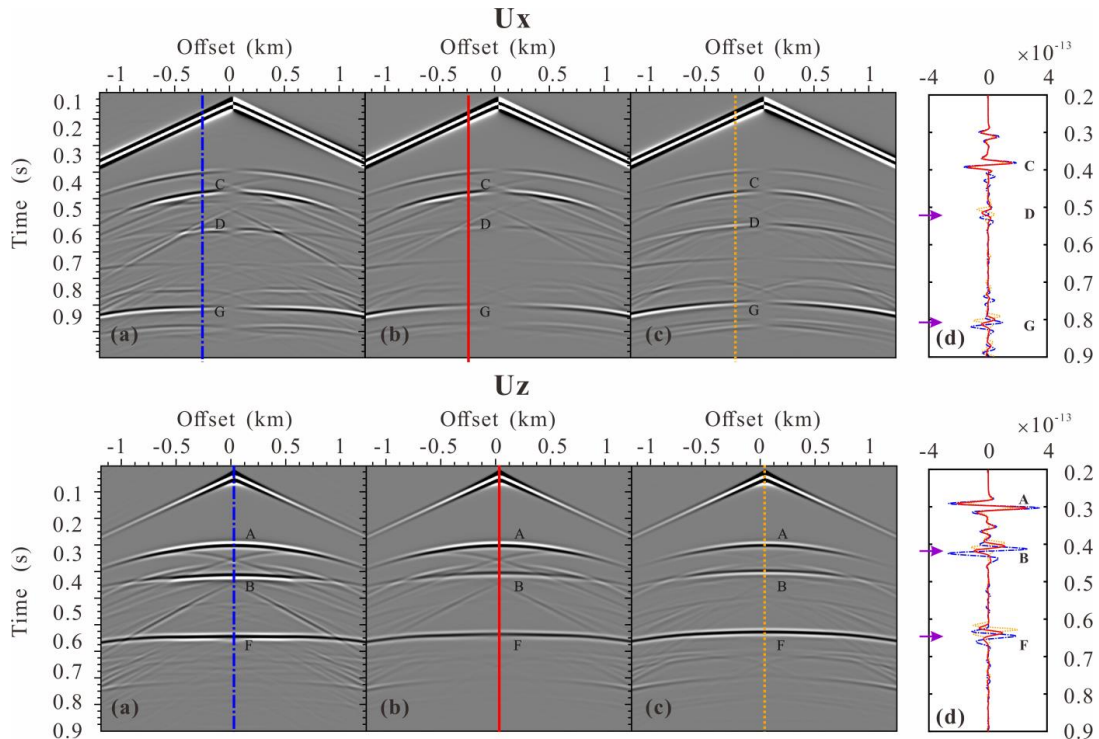 Ux
Offset (km)
Offset (km)
Offset (km)
×10⁻¹³
-1 -0.5 0 0.5 1
-1 -0.5 0 0.5 1
-1 -0.5 0 0.5 1
-4 0 4
Time (s)
0.1
0.2
0.3
0.4
0.5
0.6
0.7
0.8
0.9
C
D
G
(a)
C
D
G
(b)
C
D
G
(c)
C
D
G
(d)
0.2
0.3
0.4
0.5
0.6
0.7
0.8
0.9
Uz
Offset (km)
Offset (km)
Offset (km)
×10⁻¹³
-1 -0.5 0 0.5 1
-1 -0.5 0 0.5 1
-1 -0.5 0 0.5 1
-4 0 4
Time (s)
0.1
0.2
0.3
0.4
0.5
0.6
0.7
0.8
0.9
A
B
F
(a)
A
B
F
(b)
A
B
F
(c)
A
B
F
(d)
0.2
0.3
0.4
0.5
0.6
0.7
0.8
0.9